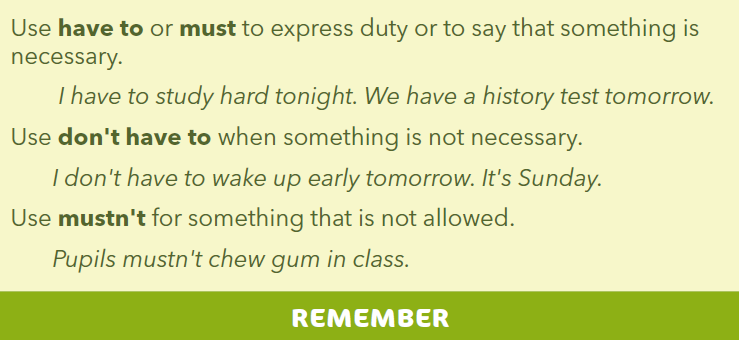 Use have to or must to express duty or to say that something is
necessary.
I have to study hard tonight. We have a history test tomorrow.
Use don't have to when something is not necessary.
I don't have to wake up early tomorrow. It's Sunday.
Use mustn't for something that is not allowed.
Pupils mustn't chew gum in class.
REMEMBER